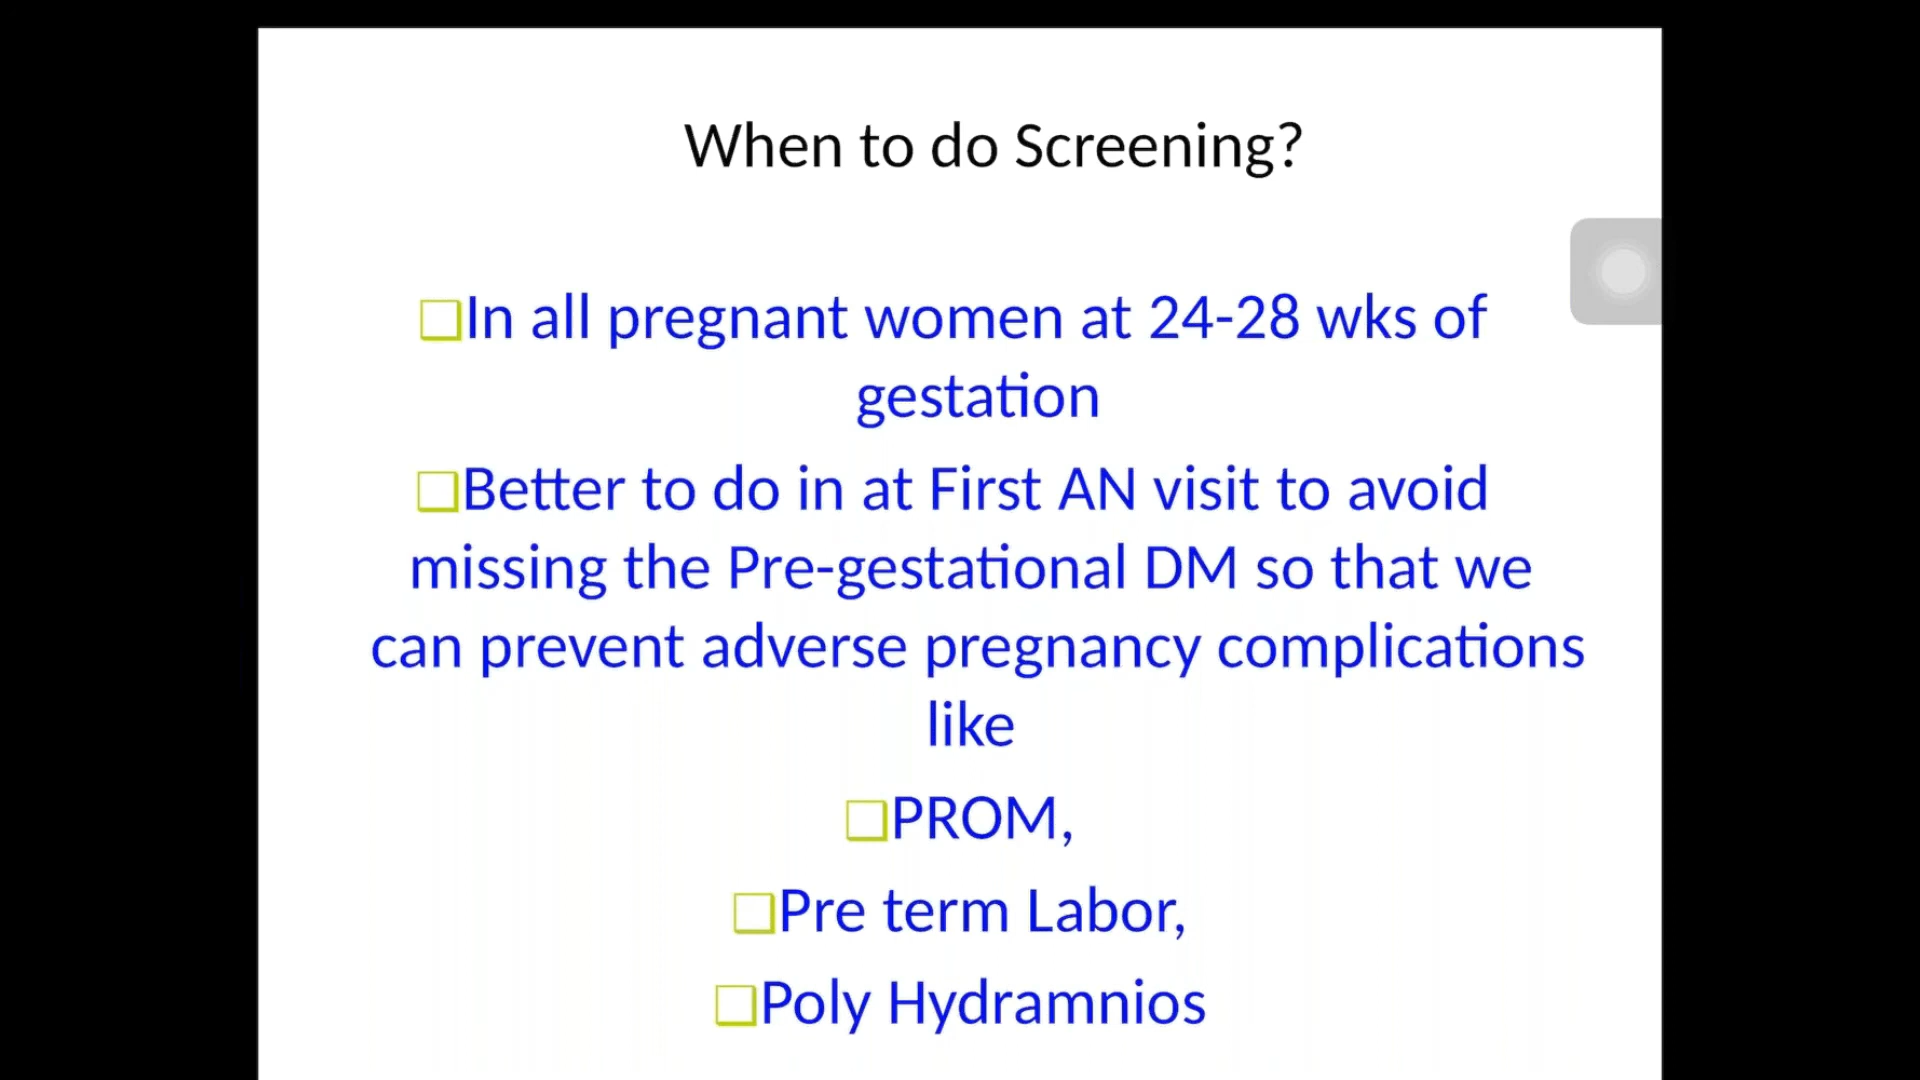 When to do Screening?
❑In all pregnant women at 24-28 wks of
gestation
❑Better to do in at First AN visit to avoid
missing the Pre-gestational DM so that we
can prevent adverse pregnancy complications
like
❑PROM,
❑Pre term Labor,
❑Poly Hydramnios